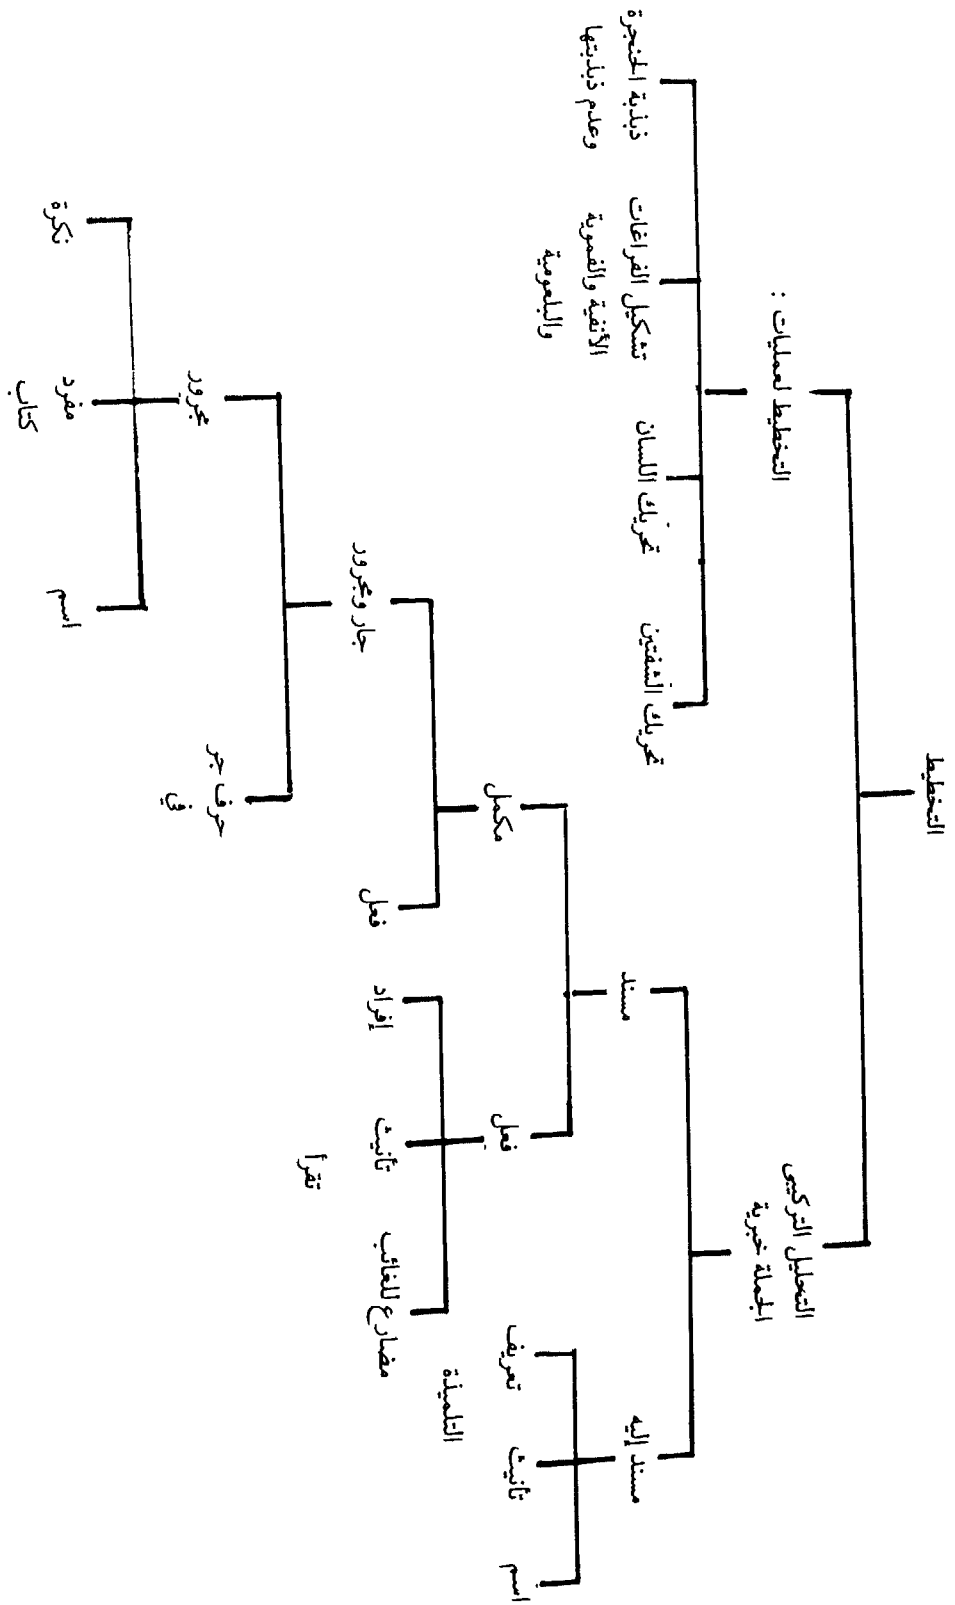 التخطيط
التحليل التركيبي
الجملة خبرية
التخطيط لعمليات :
مسند إليه
مسند
تحريك الشفتين
تحريك اللسان
تشكيل الفراغات
الأنفية والفموية
والبلعومية
ذبذبة الحنجرة
وعدم ذبذبتها
اسم
تأنيث
تعريف
التلميذة
فعل
مكمل
مضارع للغائب
تأنيث
إفراد
تقرأ
فعل
جار ومجرور
حرف جر
في
مجرور
اسم
مفرد
كتاب
نكرة